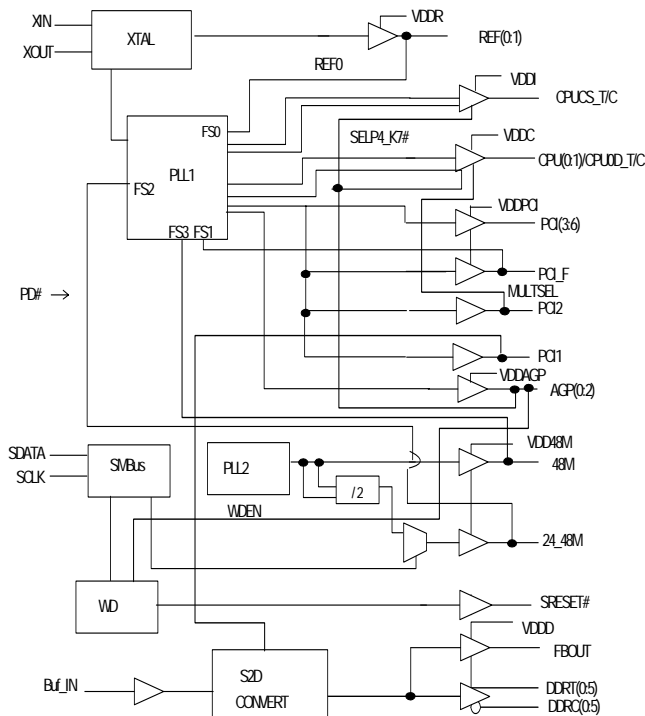 XIN
XOUT
XTAL
VDDR
REF(0:1)
REF0
VDDI
CPUCS_T/C
FS0
SELP4_K7#
VDDC
CPU(0:1)/CPU0D_T/C
PLL1
FS2
VDDPCI
PCI(3:6)
FS3 FS1
PCI_F
PD#
MULTSEL
PCI2
PCI1
VDDAGP
AGP(0:2)
VDD48M
SDATA
SMBus
PLL2
48M
SCLK
/ 2
WDEN
24_48M
WD
SRESET#
VDDD
FBOUT
S2D
CONVERT
Buf_IN
DDRT(0:5)
DDRC(0:5)